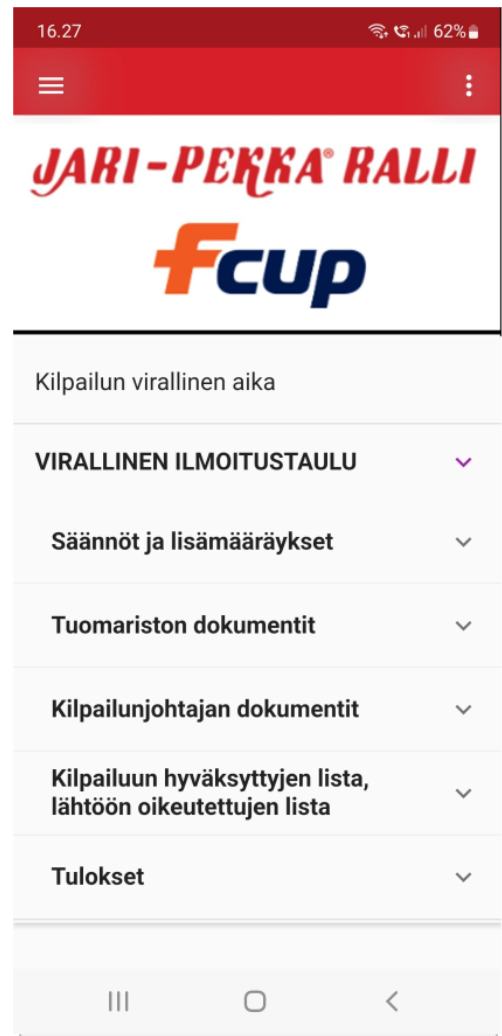 16.27
62%
JARI-PEKKA® RALLI
fcup
Kilpailun virallinen aika
VIRALLINEN ILMOITUSTAULU
Säännöt ja lisämääräykset
Tuomariston dokumentit
Kilpailunjohtajan dokumentit
Kilpailuun hyväksyttyjen lista,
lähtöön oikeutettujen lista
Tulokset